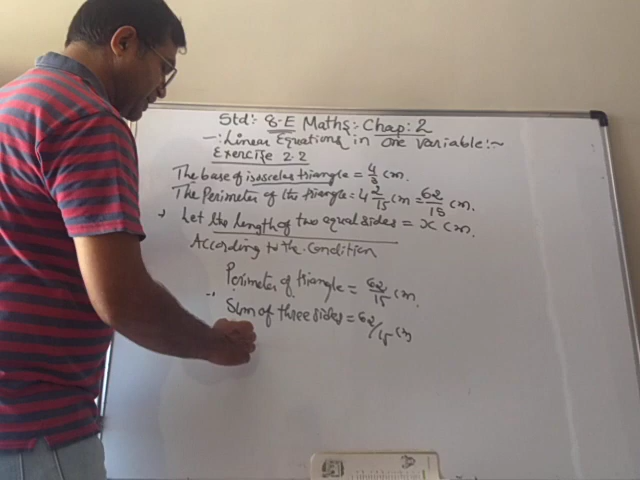 Std:- 8-E Maths:- Chap: 2
-: Linear Equations in one variable:~
Exercise 2.2
The base of isosceles triangle = 4/3 cm.
The Perimeter of the triangle = 4 2/15 cm = 62/15 cm.
Let the length of two equal sides = x cm.
According to the Condition
Perimeter of triangle = 62/15 cm.
∴ Sum of three sides = 62/15 cm